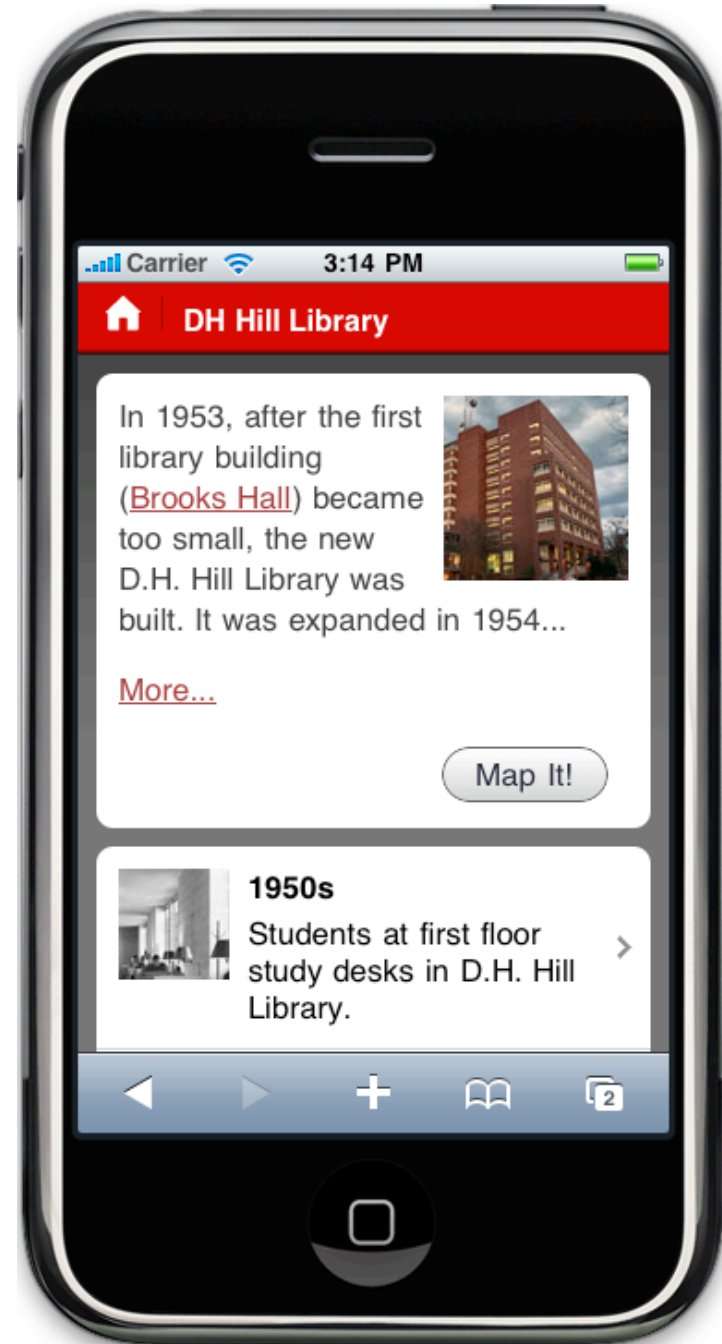 Carrier 3:14 PM
DH Hill Library
In 1953, after the first
library building
(Brooks Hall) became
too small, the new
D.H. Hill Library was
built. It was expanded in 1954...
More...
Map It!
1950s
Students at first floor
study desks in D.H. Hill
Library.
2